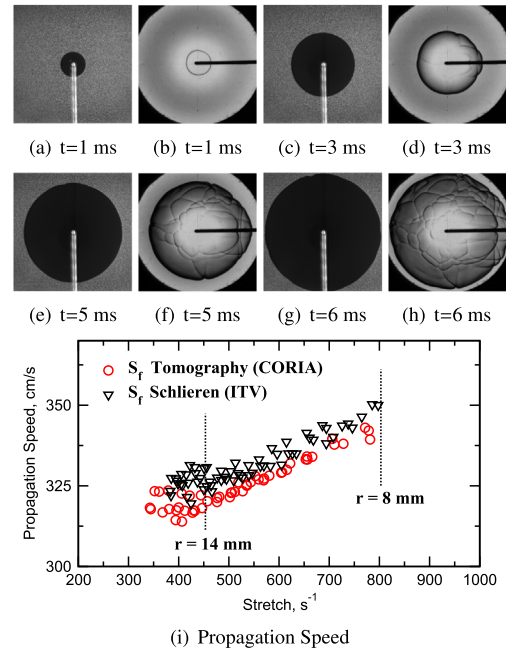 (a) t=1 ms (b) t=1 ms (c) t=3 ms (d) t=3 ms
(e) t=5 ms (f) t=5 ms (g) t=6 ms (h) t=6 ms
Propagation Speed, cm/s
350
325
300
S_f Tomography (CORIA)
S_f Schlieren (ITV)
r = 8 mm
r = 14 mm
200 300 400 500 600 700 800 900 1000
Stretch, s⁻¹
(i) Propagation Speed